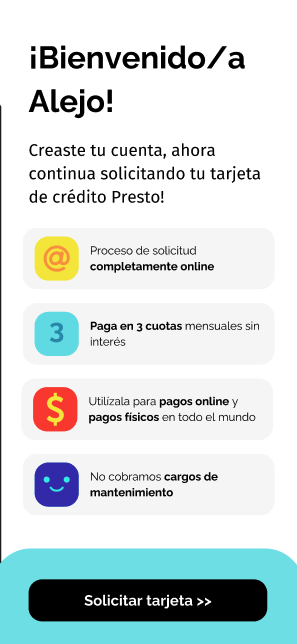 ¡Bienvenido/a
Alejo!
Creaste tu cuenta, ahora
continua solicitando tu tarjeta
de crédito Presto!
@
Proceso de solicitud
completamente online
3
Paga en 3 cuotas mensuales sin
interés
$
Utilízala para pagos online y
pagos físicos en todo el mundo
No cobramos cargos de
mantenimiento
Solicitar tarjeta >>